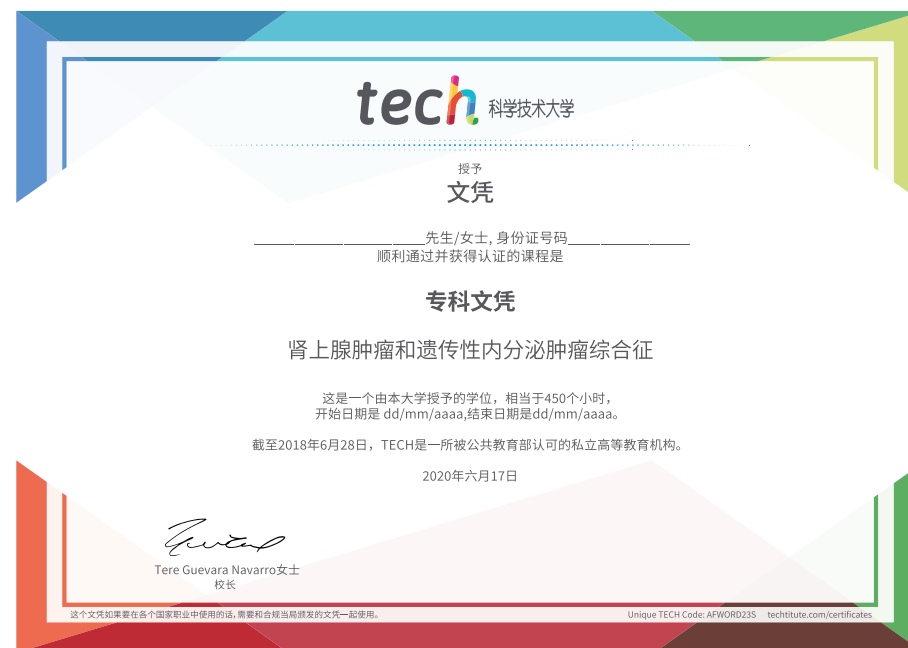 tech 科学技术大学
授予
文凭
先生/女士, 身份证号码
顺利通过并获得认证的课程是
专科文凭
肾上腺肿瘤和遗传性内分泌肿瘤综合征
这是一个由本大学授予的学位，相当于450个小时，
开始日期是 dd/mm/aaaa,结束日期是dd/mm/aaaa。
截至2018年6月28日，TECH是一所被公共教育部认可的私立高等教育机构。
2020年六月17日
Tere Guevara Navarro女士
校长
这个文凭如果要在各个国家职业中使用的话,需要和合规当局颁发的文凭一起使用。
Unique TECH Code: AFWORD23S techtitute.com/certificates